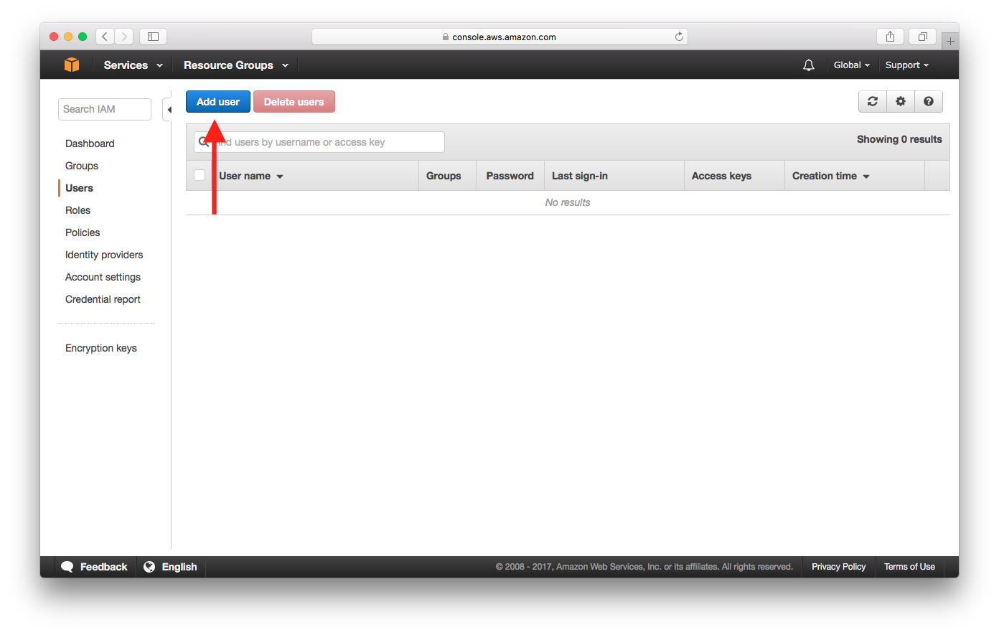 console.aws.amazon.com
Services Resource Groups Global Support
Search IAM
Dashboard
Groups
Users
Roles
Policies
Identity providers
Account settings
Credential report
Encryption keys
Add user Delete users
users by username or access key
Showing 0 results
User name Groups Password Last sign-in Access keys Creation time
No results
Feedback English © 2008 - 2017, Amazon Web Services, Inc. or its affiliates. All rights reserved. Privacy Policy Terms of Use